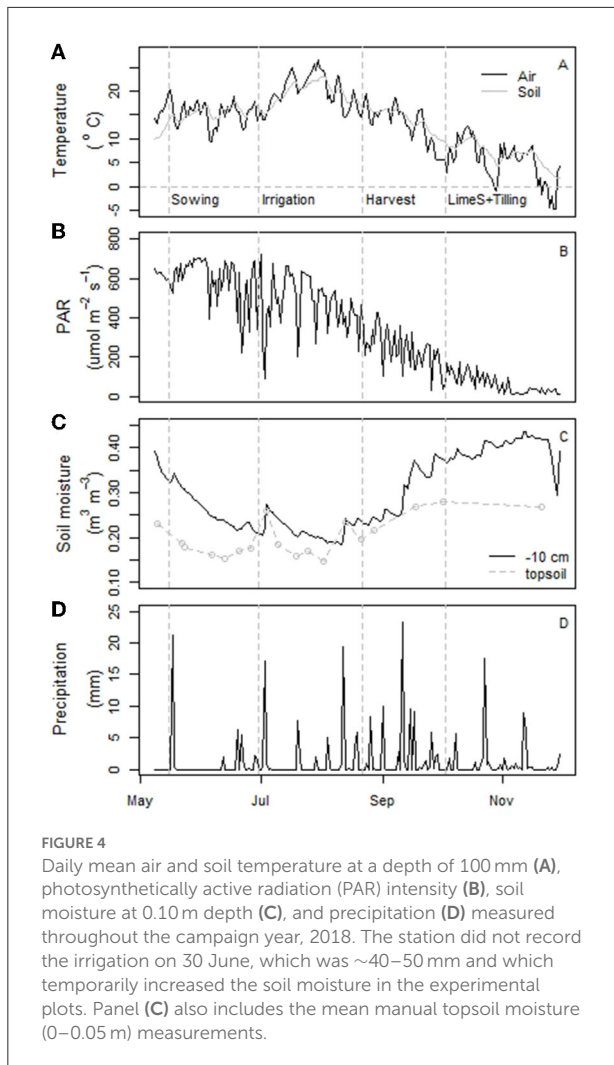 A
A
Temperature
( ° C)
20
15
10
5
0
-5
Air
Soil
Sowing
Irrigation
Harvest
LimeS+Tilling
B
B
PAR
(umol m⁻² s⁻¹)
800
600
400
200
0
C
C
Soil moisture
(m³ m⁻³)
0.40
0.30
0.20
0.10
-10 cm
topsoil
D
D
Precipitation
(mm)
25
20
15
10
5
0
May
Jul
Sep
Nov
FIGURE 4
Daily mean air and soil temperature at a depth of 100 mm (A),
photosynthetically active radiation (PAR) intensity (B), soil
moisture at 0.10 m depth (C), and precipitation (D) measured
throughout the campaign year, 2018. The station did not record
the irrigation on 30 June, which was ~40–50 mm and which
temporarily increased the soil moisture in the experimental
plots. Panel (C) also includes the mean manual topsoil moisture
(0–0.05 m) measurements.